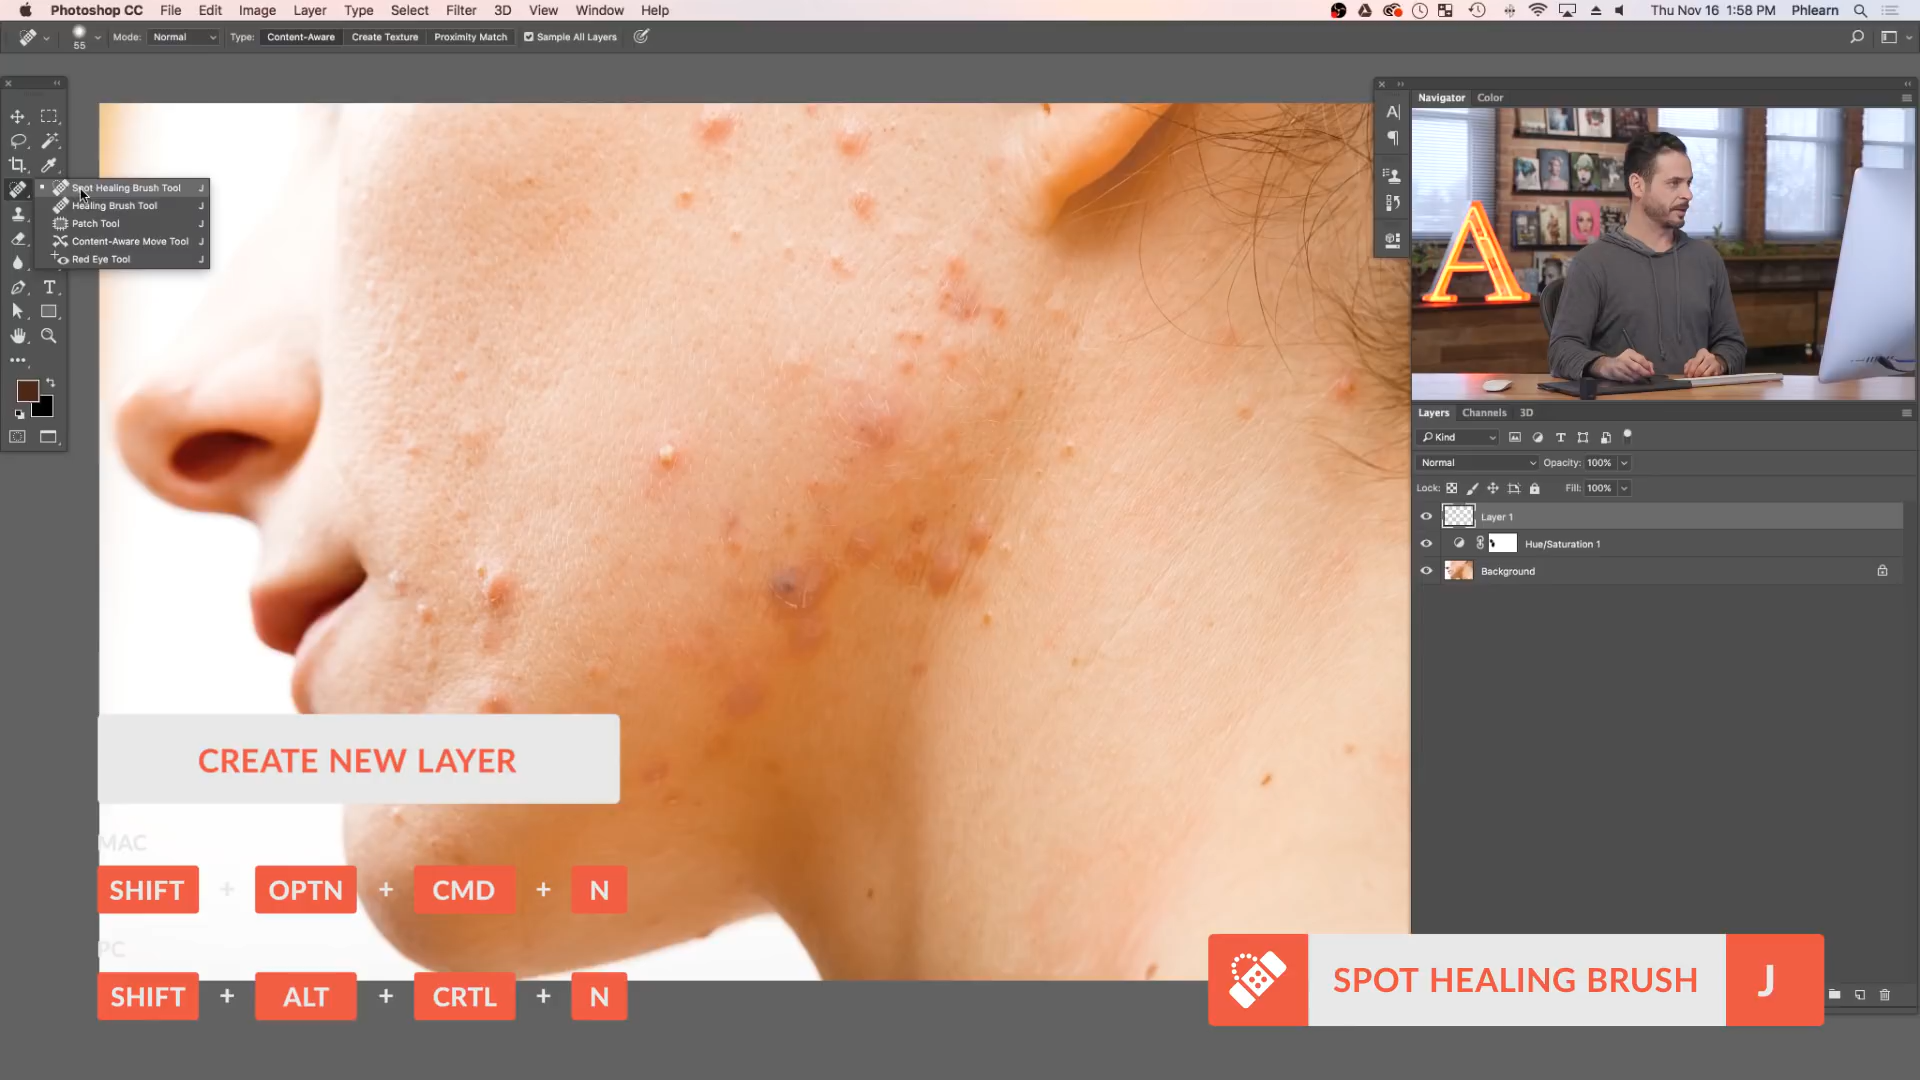 Photoshop CC File Edit Image Layer Type Select Filter 3D View Window Help Thu Nov 16 1:58 PM Phlearn
55 Mode: Normal Type: Content-Aware Create Texture Proximity Match Sample All Layers
Navigator Color
A
Spot Healing Brush Tool J
Healing Brush Tool J
Patch Tool J
Content-Aware Move Tool J
Red Eye Tool J
Layers Channels 3D
Kind
Normal Opacity: 100%
Lock: Fill: 100%
Layer 1
Hue/Saturation 1
Background
CREATE NEW LAYER
MAC
SHIFT + OPTN + CMD + N
PC
SHIFT + ALT + CRTL + N
SPOT HEALING BRUSH J